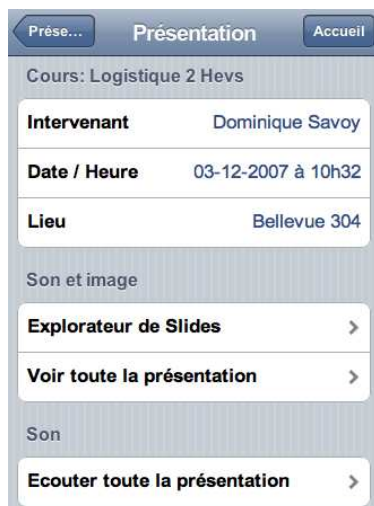 Prése... Présentation Accueil
Cours: Logistique 2 Hevs
Intervenant Dominique Savoy
Date / Heure 03-12-2007 à 10h32
Lieu Bellevue 304
Son et image
Explorateur de Slides
Voir toute la présentation
Son
Ecouter toute la présentation